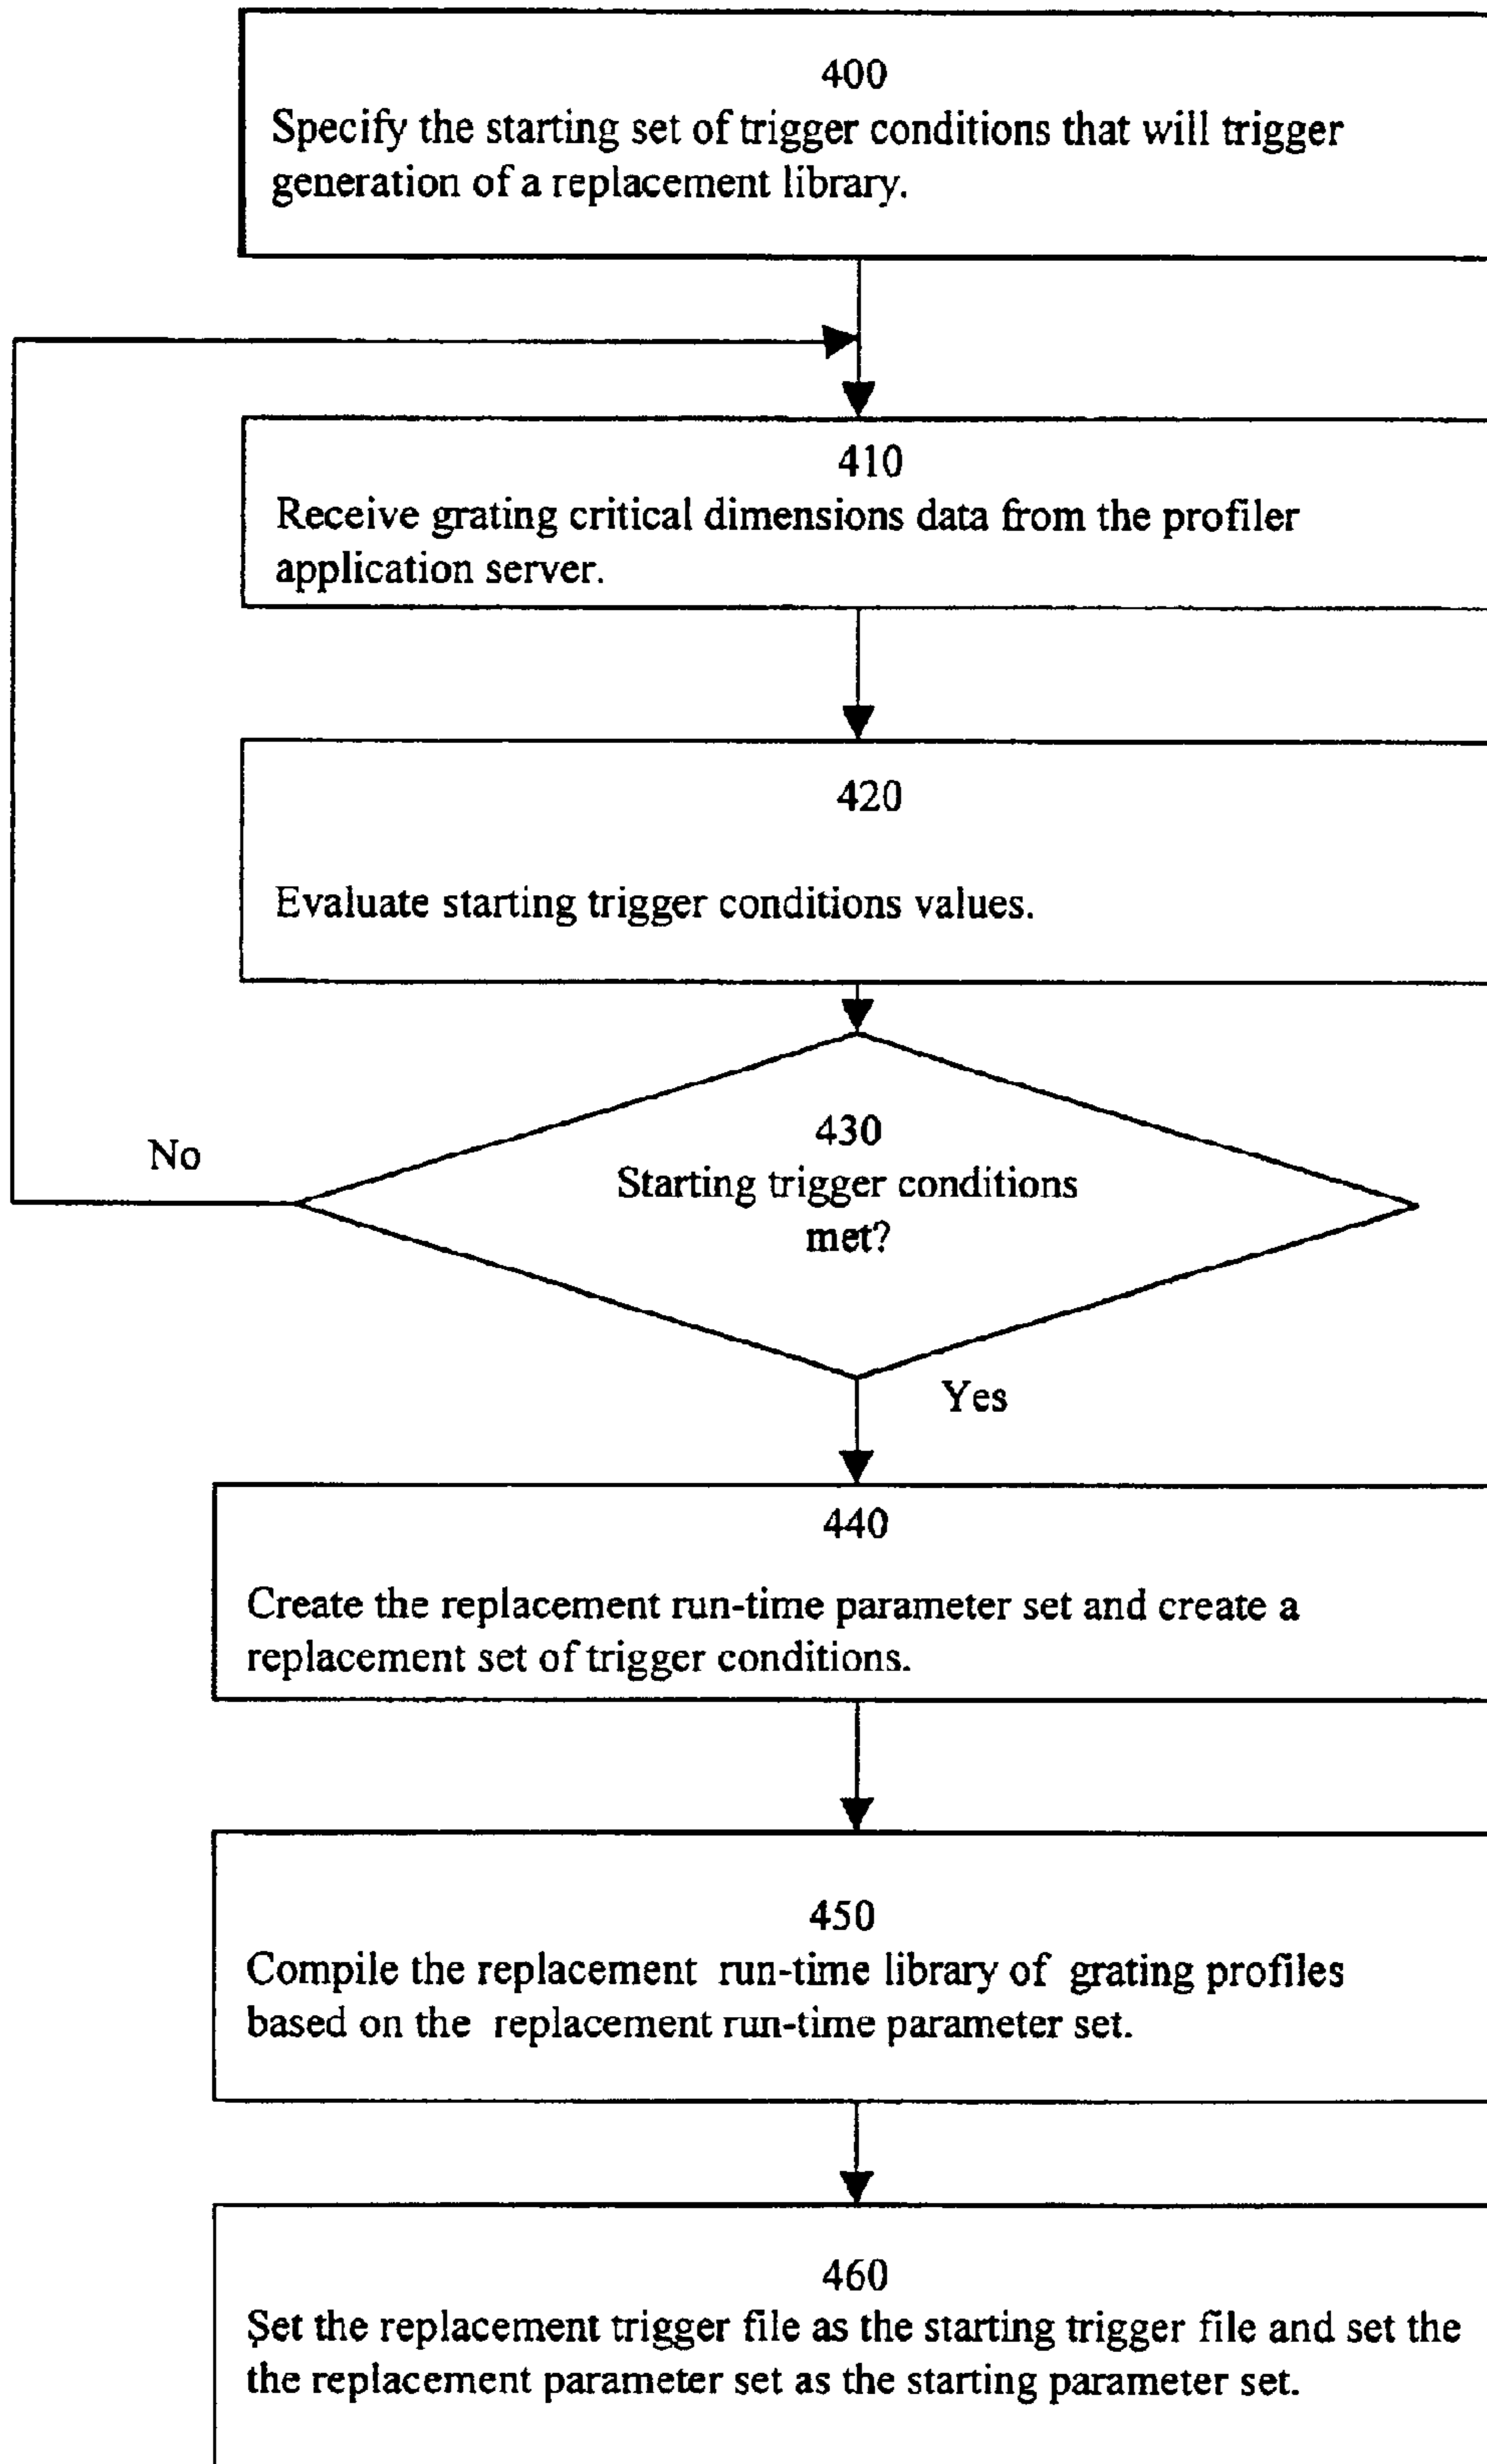 400
Specify the starting set of trigger conditions that will trigger
generation of a replacement library.
410
Receive grating critical dimensions data from the profiler
application server.
420
Evaluate starting trigger conditions values.
430
Starting trigger conditions
met?
No
Yes
440
Create the replacement run-time parameter set and create a
replacement set of trigger conditions.
450
Compile the replacement run-time library of grating profiles
based on the replacement run-time parameter set.
460
Set the replacement trigger file as the starting trigger file and set the
the replacement parameter set as the starting parameter set.